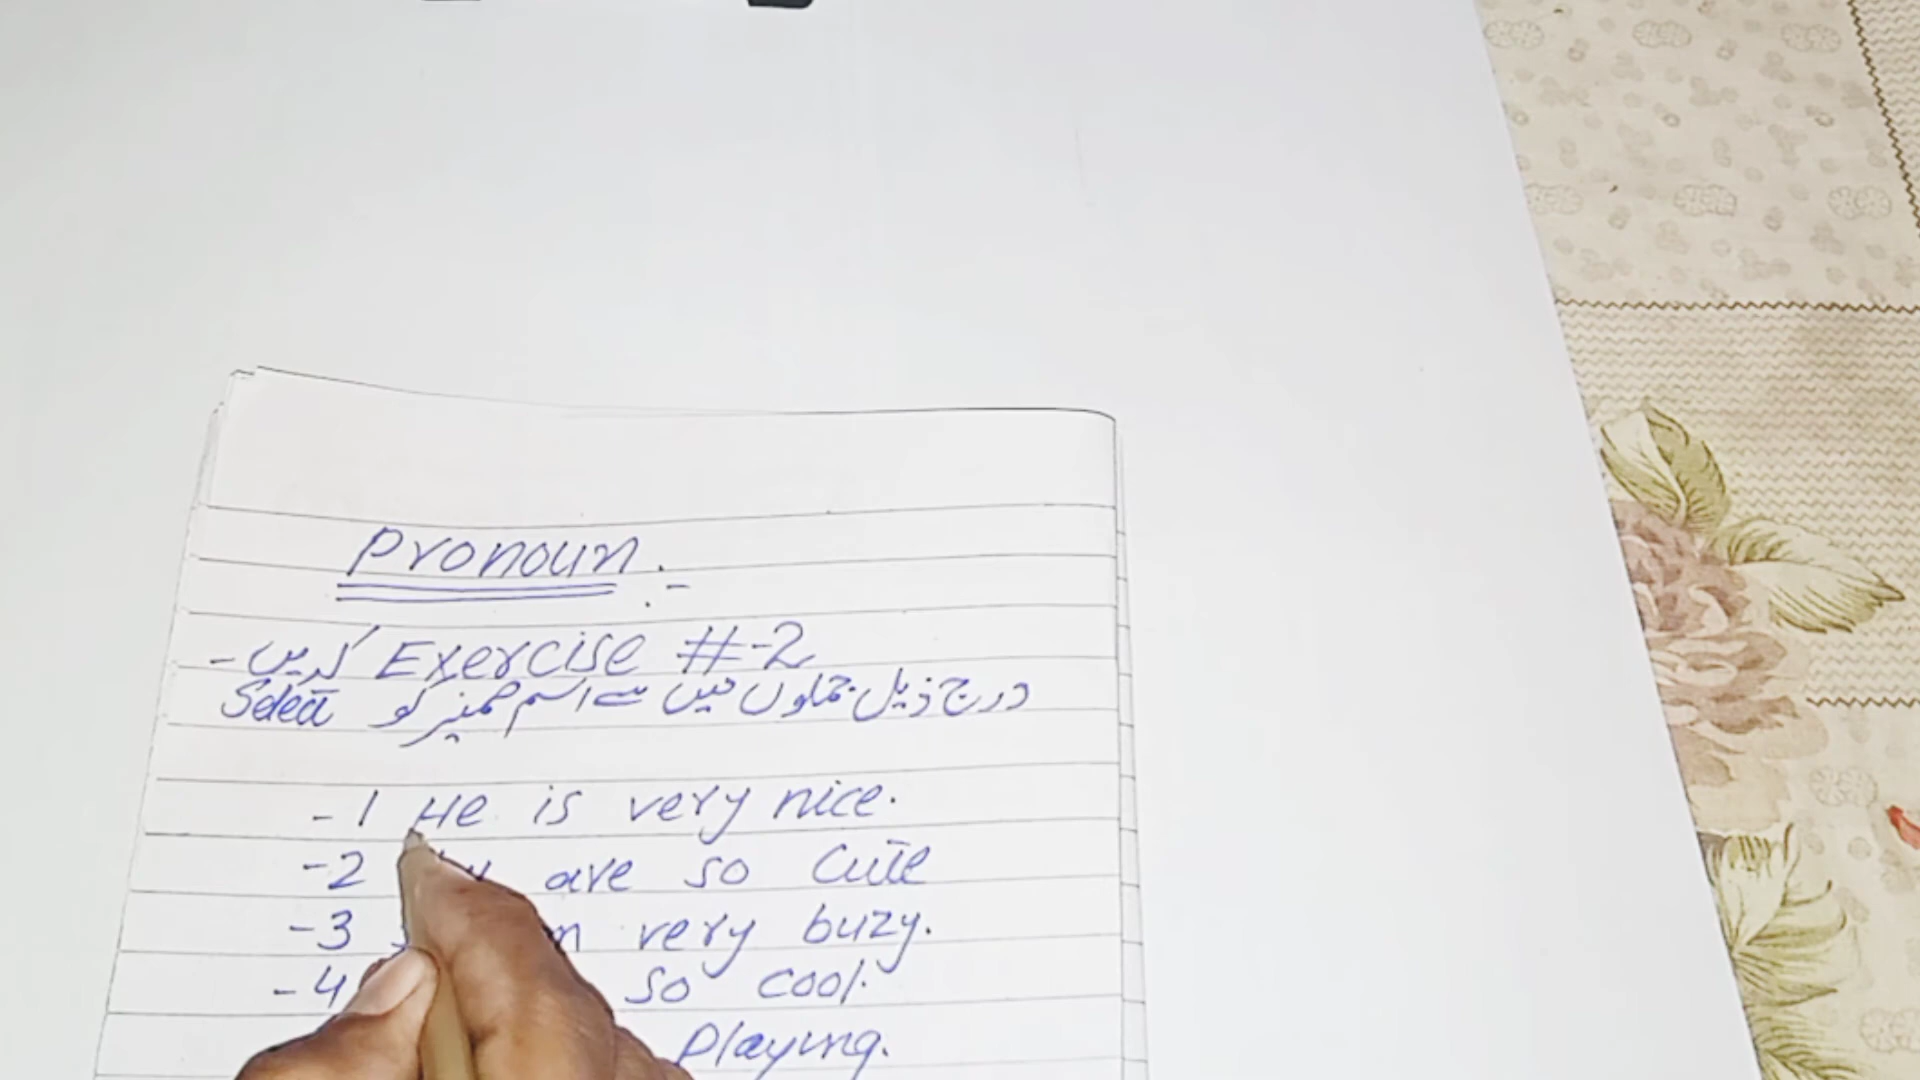 Pronoun :-
Exercise #-2
درج زیل جملوں میں سے اسم ضمیر کو Select کریں -
-1 He is very nice.
-2 are so Cute
-3 very buzy.
-4 so cool.
Playing.